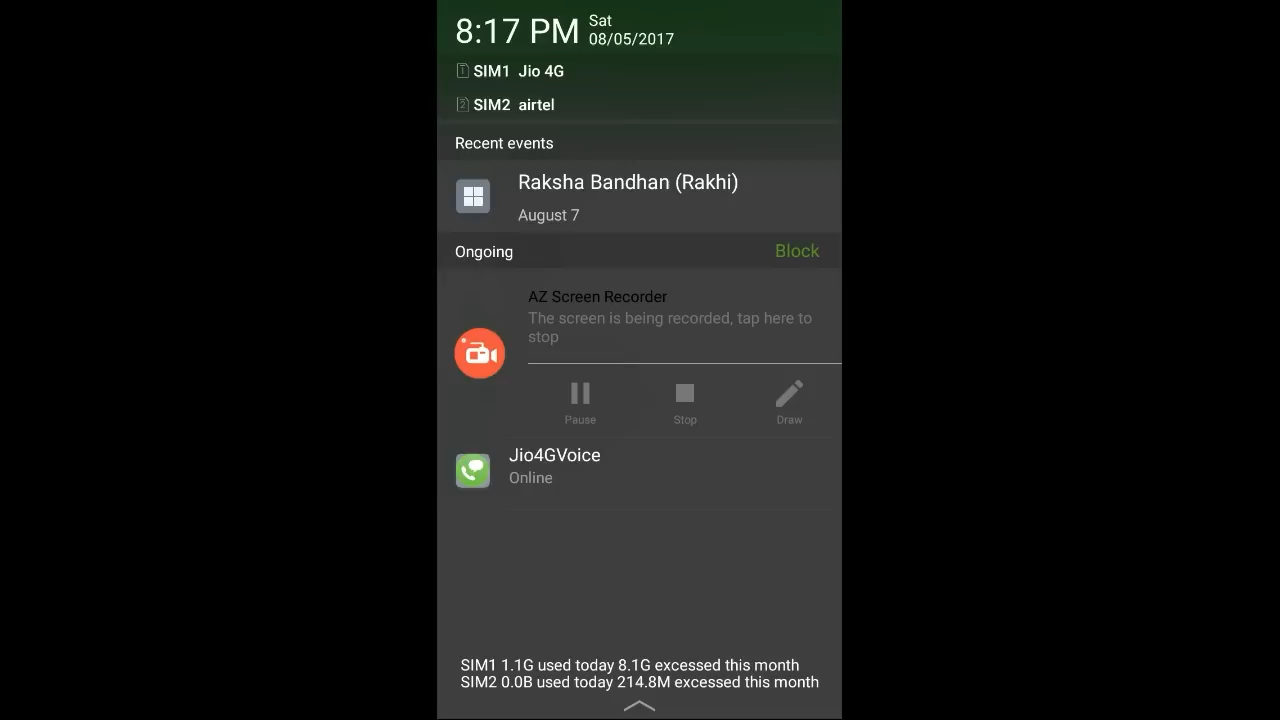 8:17 PM
Sat
08/05/2017
1 SIM1 Jio 4G
2 SIM2 airtel
Recent events
Raksha Bandhan (Rakhi)
August 7
Ongoing Block
AZ Screen Recorder
The screen is being recorded, tap here to
stop
Pause Stop Draw
Jio4GVoice
Online
SIM1 1.1G used today 8.1G excessed this month
SIM2 0.0B used today 214.8M excessed this month